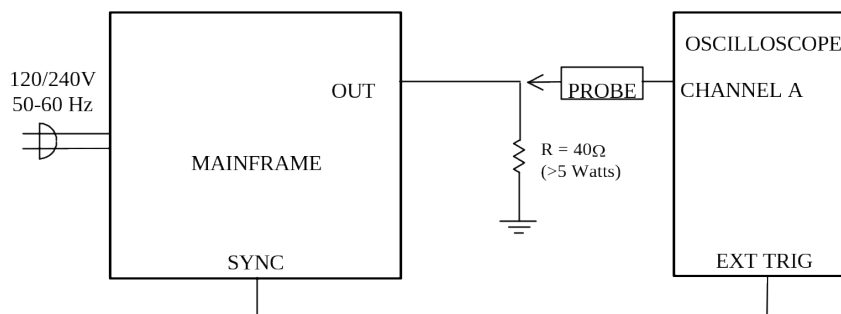 120/240V
50-60 Hz
OUT
MAINFRAME
SYNC
PROBE
R = 40Ω
(>5 Watts)
OSCILLOSCOPE
CHANNEL A
EXT TRIG